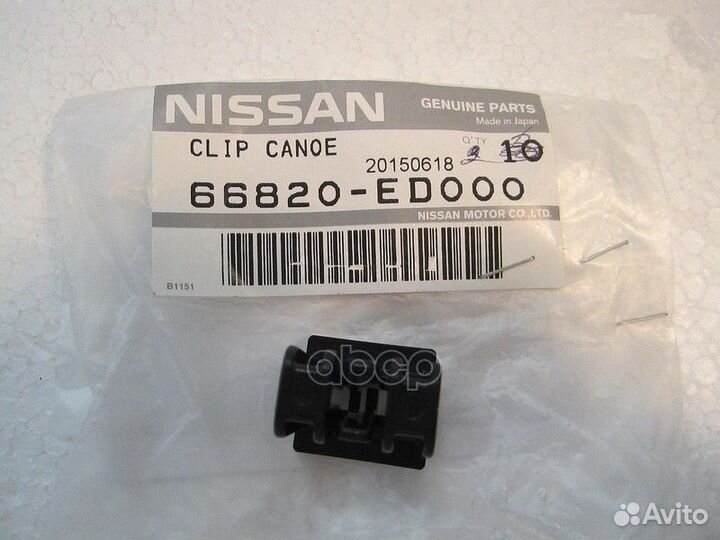 NISSAN
GENUINE PARTS
Made in Japan
CLIP CANOE
Q'TY
20150618
10
66820-ED000
NISSAN MOTOR CO.,LTD.
B1151
abcp
Avito